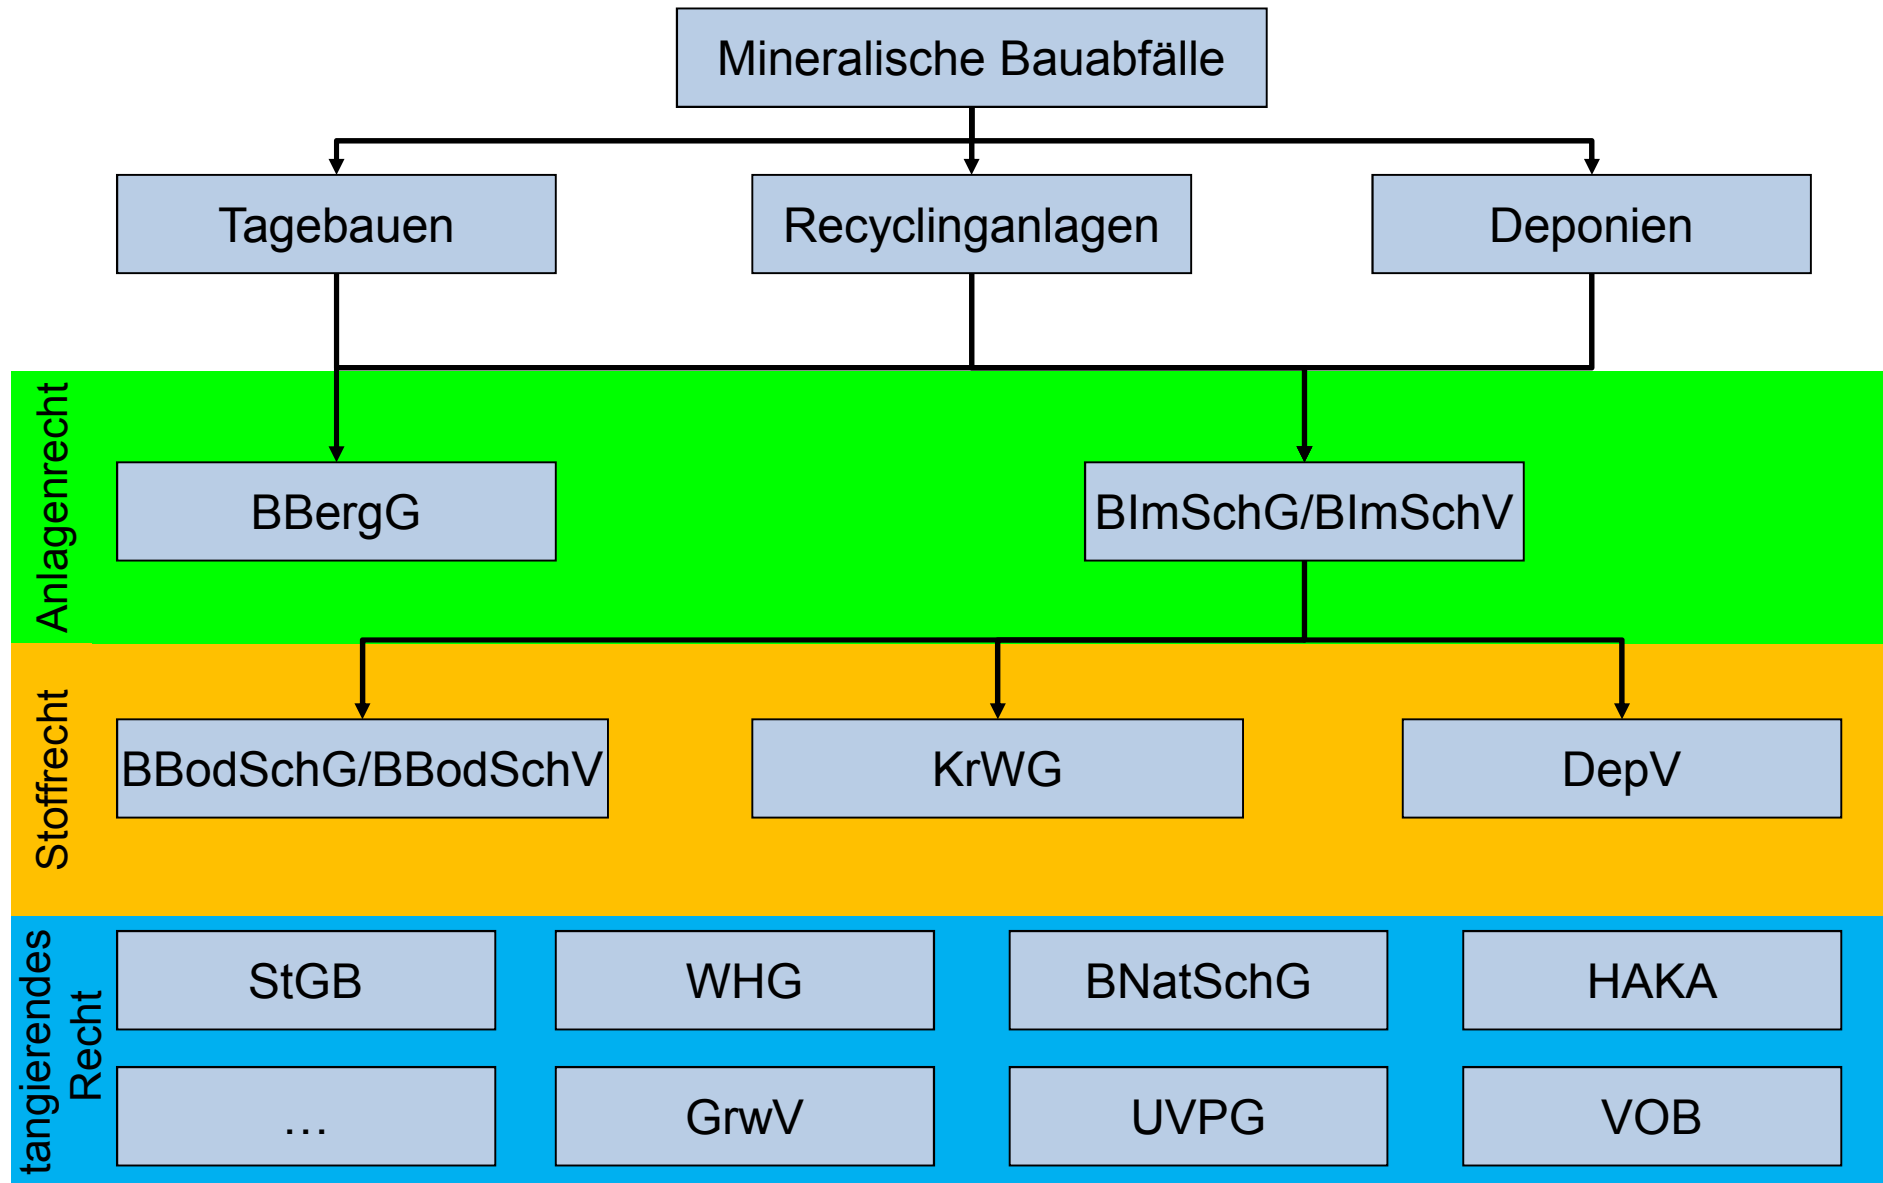 Mineralische Bauabfälle
Tagebauen
Recyclinganlagen
Deponien
Anlagenrecht
BBergG
BImSchG/BImSchV
Stoffrecht
BBodSchG/BBodSchV
KrWG
DepV
tangierendes
Recht
StGB
WHG
BNatSchG
HAKA
…
GrwV
UVPG
VOB